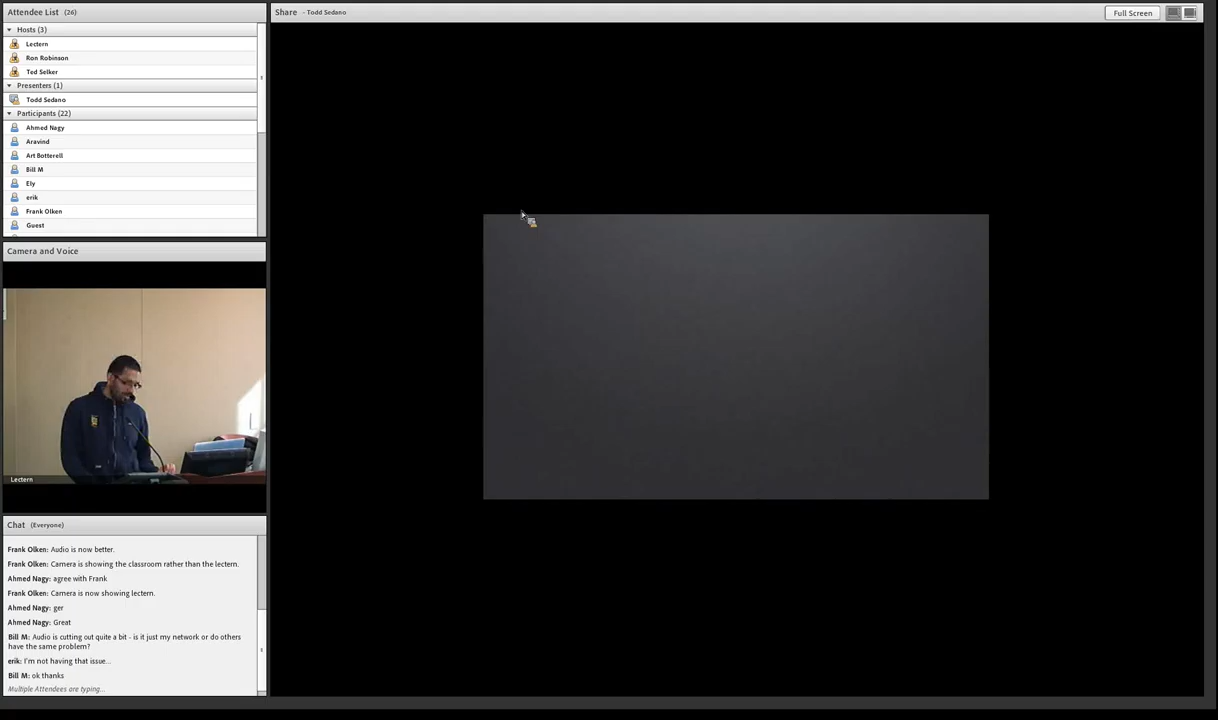 Attendee List (26)
Hosts (3)
Lectern
Ron Robinson
Ted Selker
Presenters (1)
Todd Sedano
Participants (22)
Ahmed Nagy
Aravind
Art Botterell
Bill M
Ely
erik
Frank Olken
Guest
Camera and Voice
Lectern
Chat (Everyone)
Frank Olken: Audio is now better.
Frank Olken: Camera is showing the classroom rather than the lectern.
Ahmed Nagy: agree with Frank
Frank Olken: Camera is now showing lectern.
Ahmed Nagy: ger
Ahmed Nagy: Great
Bill M: Audio is cutting out quite a bit - is it just my network or do others
have the same problem?
erik: I'm not having that issue...
Bill M: ok thanks
Multiple Attendees are typing...
Share - Todd Sedano
Full Screen